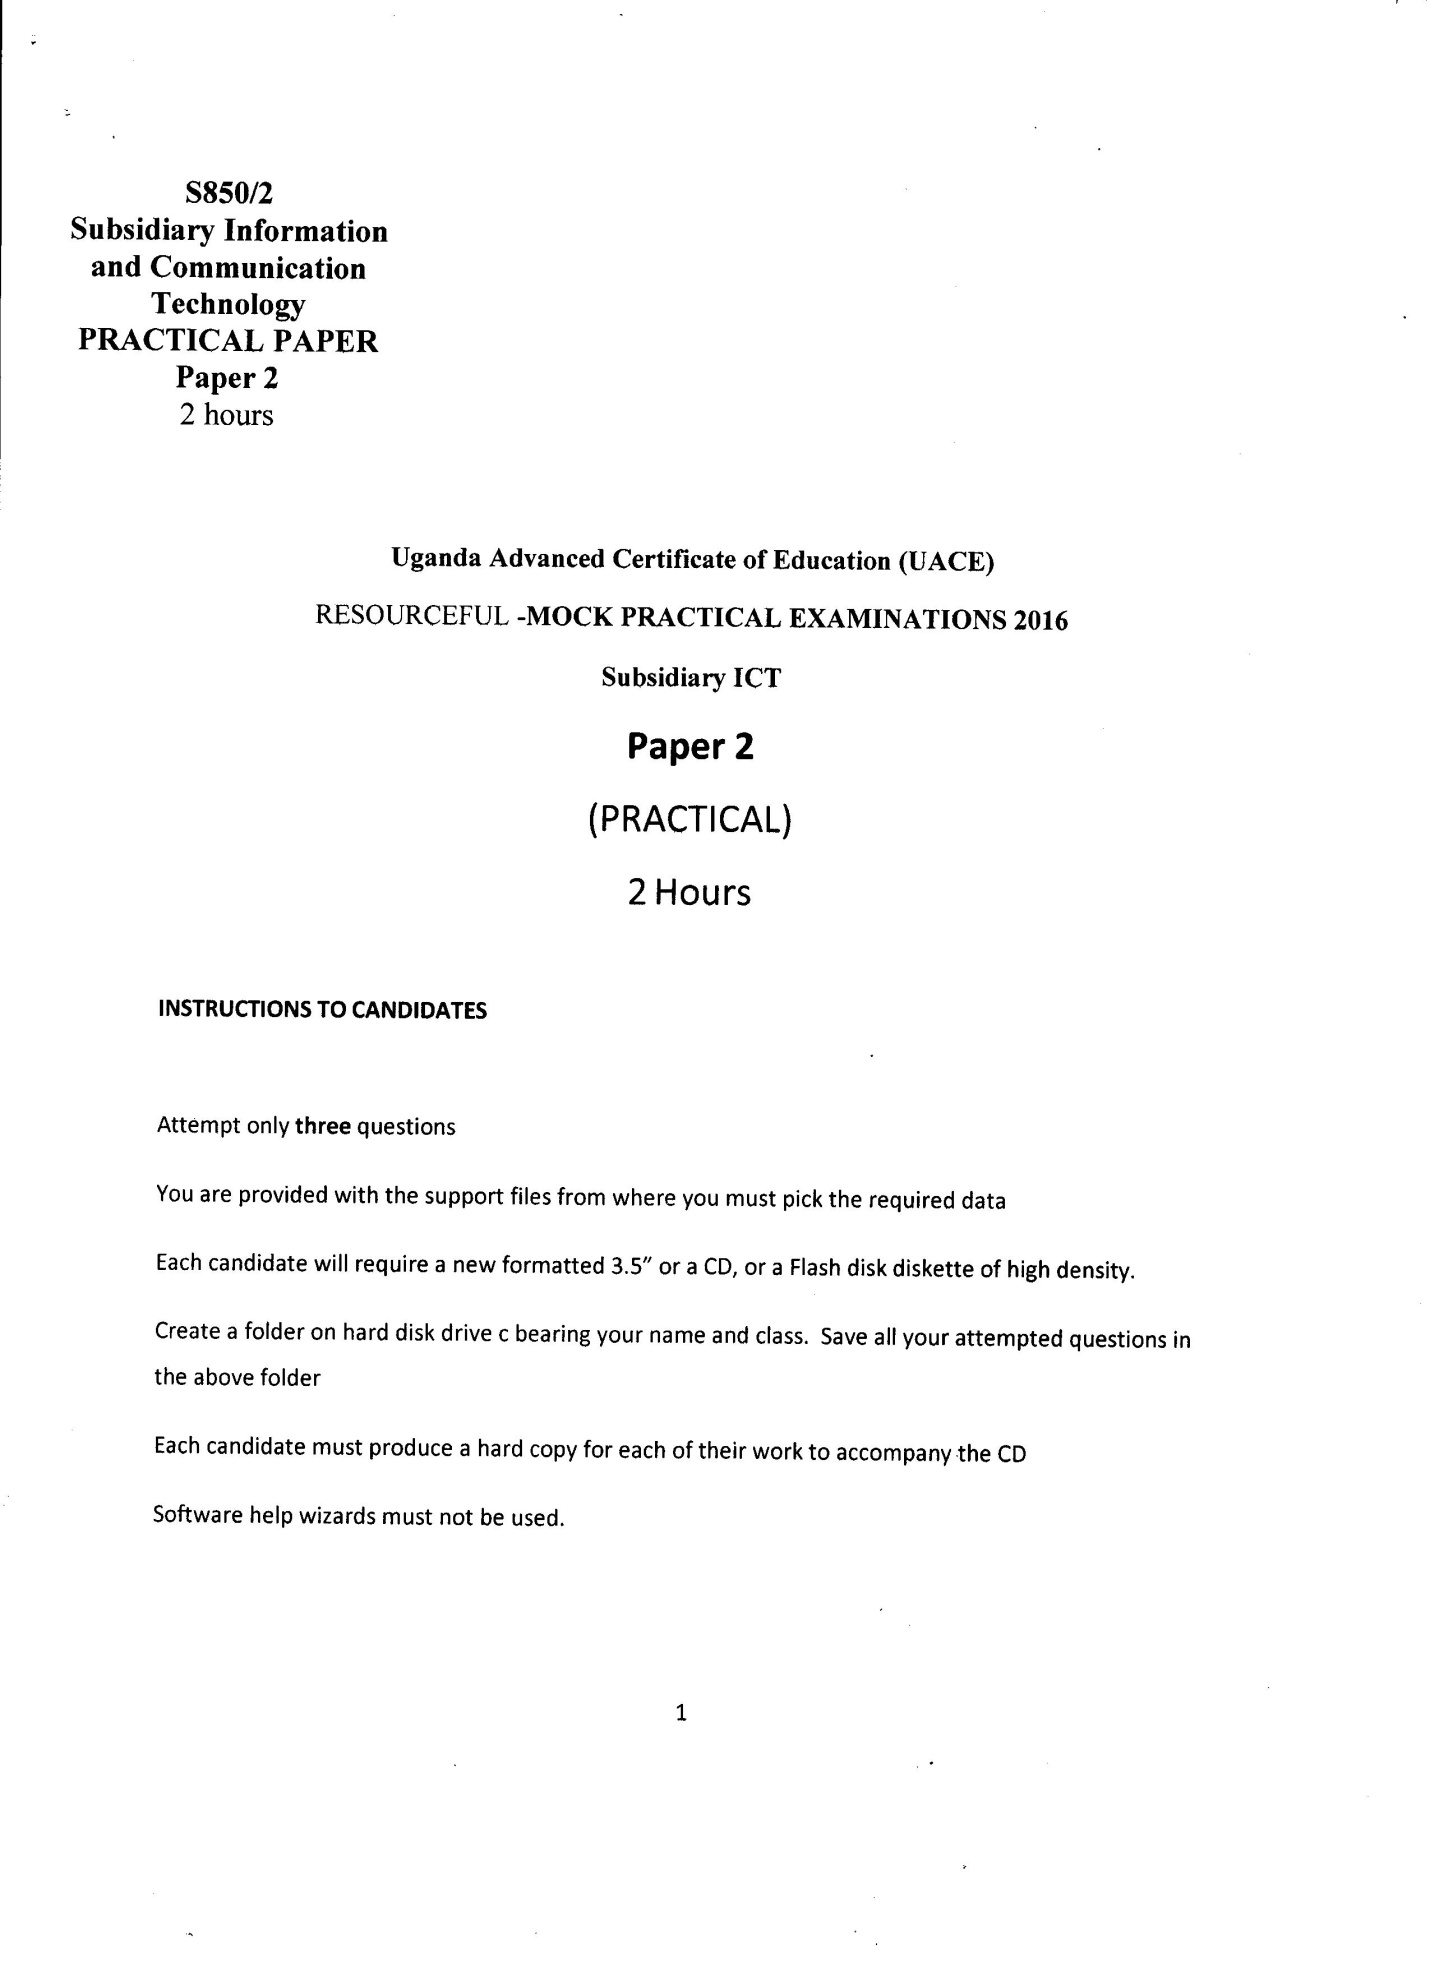 S850/2
Subsidiary Information
and Communication
Technology
PRACTICAL PAPER
Paper 2
2 hours
Uganda Advanced Certificate of Education (UACE)
RESOURCEFUL -MOCK PRACTICAL EXAMINATIONS 2016
Subsidiary ICT
Paper 2
(PRACTICAL)
2 Hours
INSTRUCTIONS TO CANDIDATES
Attempt only three questions
You are provided with the support files from where you must pick the required data
Each candidate will require a new formatted 3.5” or a CD, or a Flash disk diskette of high density.
Create a folder on hard disk drive c bearing your name and class. Save all your attempted questions in
the above folder
Each candidate must produce a hard copy for each of their work to accompany the CD
Software help wizards must not be used.
1